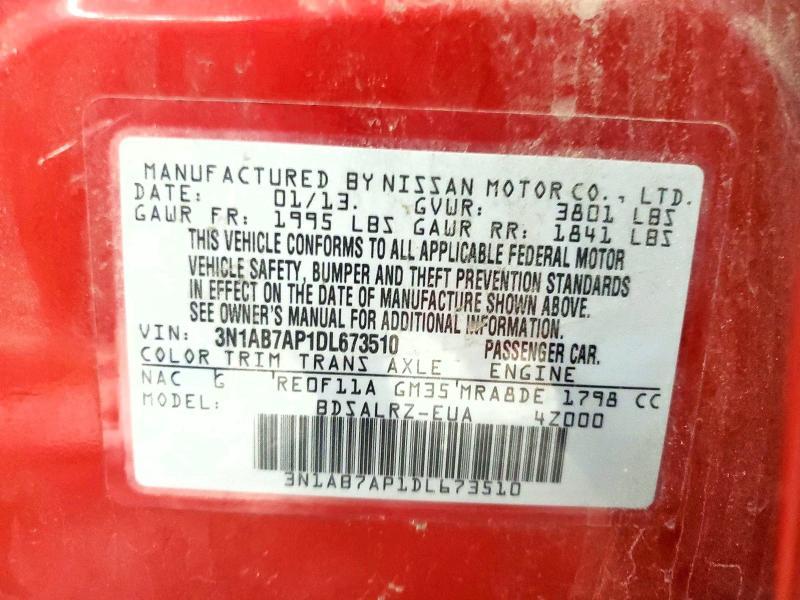 MANUFACTURED BY NISSAN MOTOR CO., LTD.
DATE: 01/13. GVWR: 3801 LBS
GAWR FR: 1995 LBS GAWR RR: 1841 LBS
THIS VEHICLE CONFORMS TO ALL APPLICABLE FEDERAL MOTOR
VEHICLE SAFETY, BUMPER AND THEFT PREVENTION STANDARDS
IN EFFECT ON THE DATE OF MANUFACTURE SHOWN ABOVE.
SEE OWNER'S MANUAL FOR ADDITIONAL INFORMATION.
VIN: 3N1AB7AP1DL673510 PASSENGER CAR.
COLOR TRIM TRANS AXLE ENGINE
NAC G RE0F11A GM35 MRA8DE 1798 CC
MODEL: BDSALRZ-EUA 4Z000
3N1AB7AP1DL673510